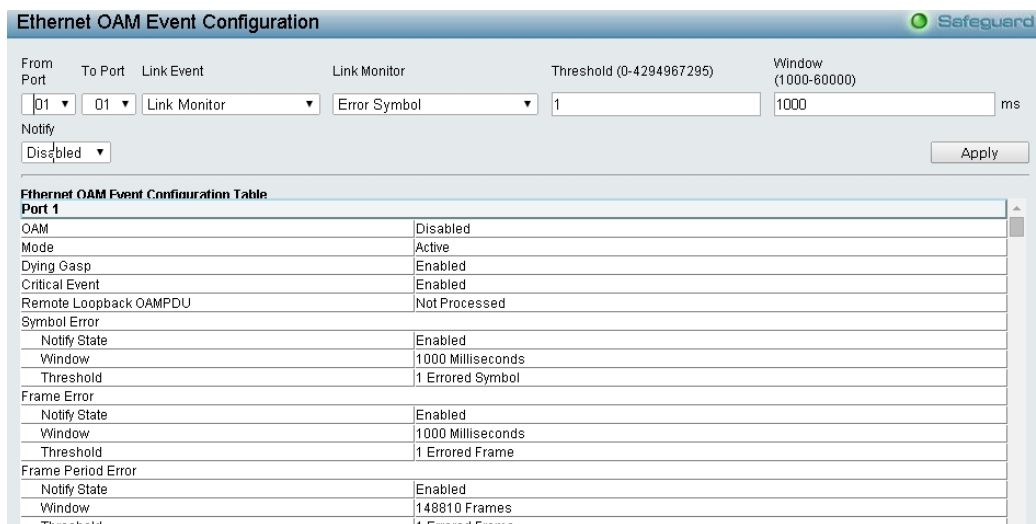 Ethernet OAM Event Configuration
Safeguard
From Port To Port Link Event Link Monitor Threshold (0-4294967295) Window (1000-60000)
01 01 Link Monitor Error Symbol 1 1000 ms
Notify
Disabled Apply
Ethernet OAM Event Configuration Table
Port 1
OAM Disabled
Mode Active
Dying Gasp Enabled
Critical Event Enabled
Remote Loopback OAMPDU Not Processed
Symbol Error
Notify State Enabled
Window 1000 Milliseconds
Threshold 1 Errored Symbol
Frame Error
Notify State Enabled
Window 1000 Milliseconds
Threshold 1 Errored Frame
Frame Period Error
Notify State Enabled
Window 148810 Frames
Threshold 1 Errored Frame